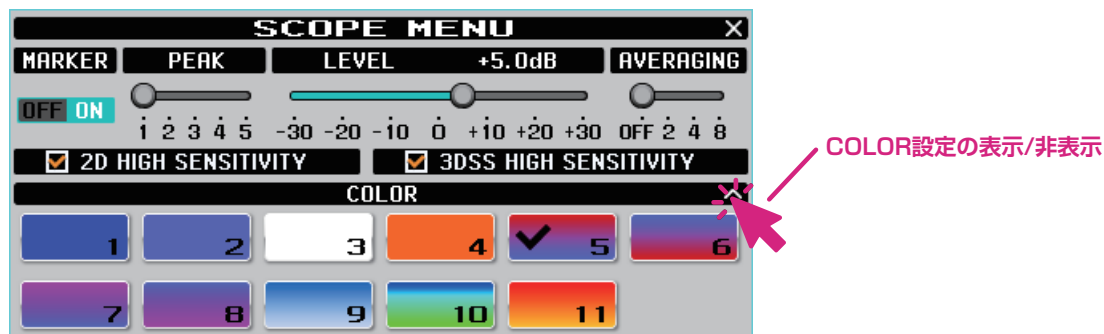 SCOPE MENU ×
MARKER PEAK LEVEL +5.0dB AVERAGING
OFF ON
1 2 3 4 5 -30 -20 -10 0 +10 +20 +30 OFF 2 4 8
2D HIGH SENSITIVITY 3DSS HIGH SENSITIVITY
COLOR設定の表示/非表示
COLOR
1 2 3 4 5 6
7 8 9 10 11